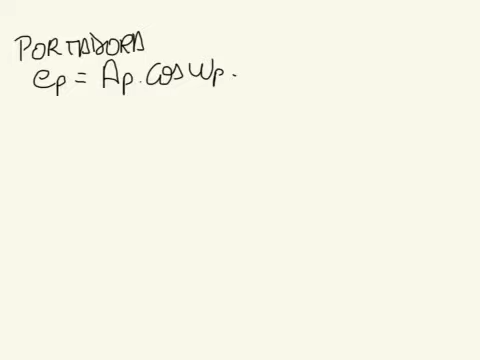 PORTADORA
ep = Ap . cos wp .